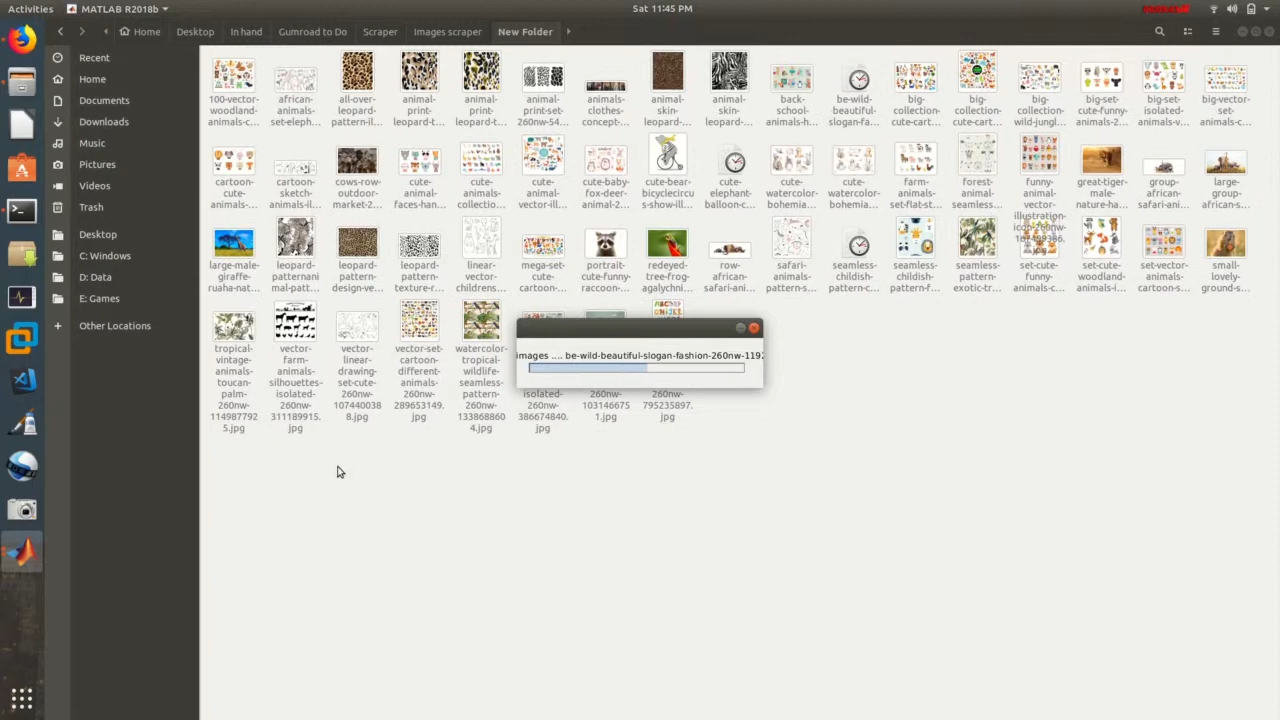 Activities MATLAB R2018b Sat 11:45 PM
Home Desktop In hand Gumroad to Do Scraper Images scraper New Folder
Recent
Home
Documents
Downloads
Music
Pictures
Videos
Trash
Desktop
C: Windows
D: Data
E: Games
Other Locations
100-vector-
woodland-
animals-c...
african-
animals-
set-eleph...
all-over-
leopard-
pattern-il...
animal-
print-
leopard-t...
animal-
print-
leopard-t...
animal-
print-set-
260nw-54...
animals-
clothes-
concept-...
animal-
skin-
leopard-...
animal-
skin-
leopard-...
back-
school-
animals-h...
be-wild-
beautiful-
slogan-fa...
big-
collection-
cute-cart...
big-
collection-
cute-cart...
big-
collection-
wild-jungl...
big-set-
cute-funny-
animals-2...
big-set-
isolated-
animals-v...
big-vector-
set-
animals-c...
cartoon-
cute-
animals-...
cartoon-
sketch-
animals-il...
cows-row-
outdoor-
market-2...
cute-
animal-
faces-han...
cute-
animals-
collectio...
cute-
animal-
vector-ill...
cute-baby-
fox-deer-
animal-2...
cute-bear-
bicyclecircu
s-show-ill...
cute-
elephant-
balloon-c...
cute-
watercolor-
bohemia...
cute-
watercolor-
bohemia...
farm-
animal-
set-flat-st...
forest-
seamless-
pattern-...
funny-
animal-
vector-
illustration-
icon-260nw-
167499386.
jpg
great-tiger-
male-
nature-ha...
group-
african-
safari-ani...
large-
group-
african-s...
large-male-
giraffe-
ruaha-nat...
leopard-
patternani
mal-patt...
leopard-
pattern-
design-ve...
leopard-
pattern-
texture-r...
linear-
vector-
childrens...
mega-set-
cute-
cartoon-...
portrait-
cute-funny-
raccoon-...
redeyed-
tree-frog-
agalychni...
row-
african-
safari-ani...
safari-
animals-
pattern-s...
seamless-
childish-
pattern-c...
seamless-
childish-
pattern-f...
seamless-
pattern-
exotic-tr...
set-cute-
funny-
animals-c...
set-cute-
woodland-
animals-i...
set-vector-
animals-
cartoon-s...
small-
lovely-
ground-s...
tropical-
vintage-
animals-
toucan-
palm-
260nw-
114987792
5.jpg
vector-
farm-
animals-
silhouettes-
isolated-
260nw-
311189915.
jpg
vector-
linear-
drawing-
set-cute-
260nw-
107440038
8.jpg
vector-set-
cartoon-
different-
animals-
260nw-
289653149.
jpg
watercolor-
tropical-
wildlife-
seamless-
pattern-
260nw-
133868860
4.jpg
isolated-
260nw-
386674840.
jpg
260nw-
103146675
1.jpg
260nw-
795235897.
jpg
images .... be-wild-beautiful-slogan-fashion-260nw-1192